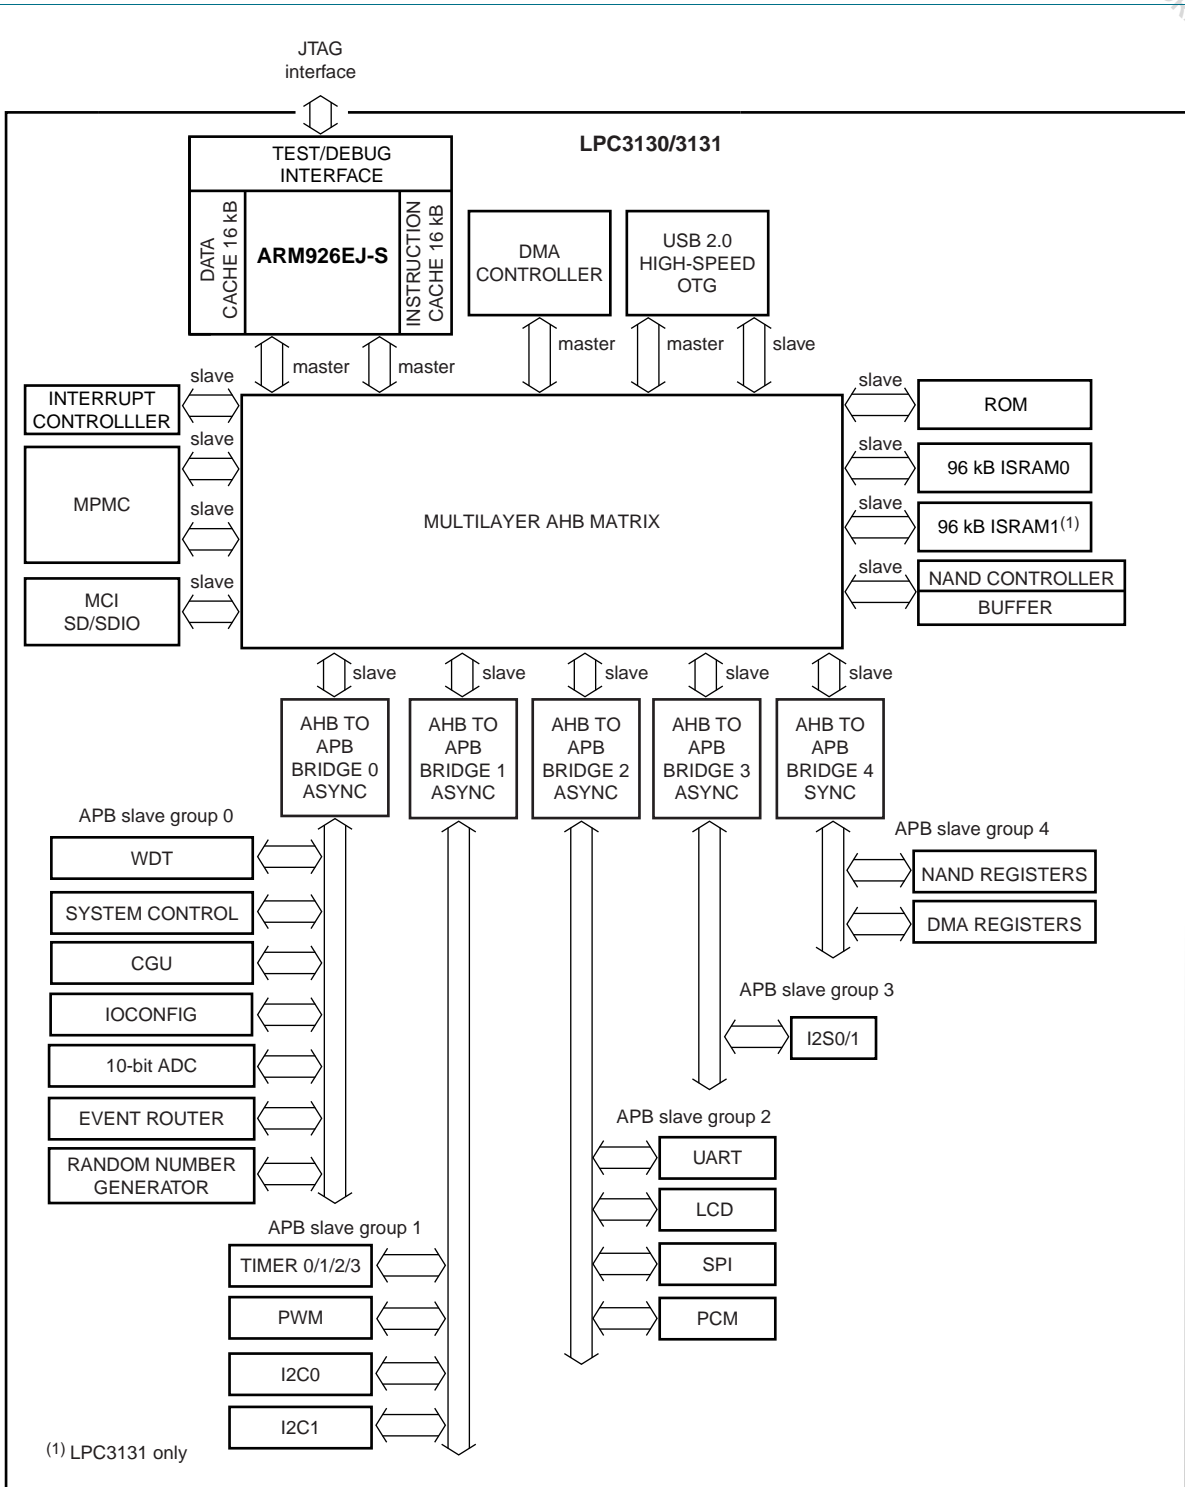 JTAG
interface
LPC3130/3131
TEST/DEBUG
INTERFACE
DATA
CACHE 16 kB
ARM926EJ-S
INSTRUCTION
CACHE 16 kB
DMA
CONTROLLER
USB 2.0
HIGH-SPEED
OTG
master
master
master
master
slave
slave
INTERRUPT
CONTROLLLER
slave
MPMC
slave
slave
MCI
SD/SDIO
MULTILAYER AHB MATRIX
slave
ROM
96 kB ISRAM0
slave
96 kB ISRAM1(1)
slave
NAND CONTROLLER
BUFFER
slave
slave
slave
slave
slave
AHB TO
APB
BRIDGE 0
ASYNC
AHB TO
APB
BRIDGE 1
ASYNC
AHB TO
APB
BRIDGE 2
ASYNC
AHB TO
APB
BRIDGE 3
ASYNC
AHB TO
APB
BRIDGE 4
SYNC
APB slave group 0
WDT
SYSTEM CONTROL
CGU
IOCONFIG
10-bit ADC
EVENT ROUTER
RANDOM NUMBER
GENERATOR
APB slave group 4
NAND REGISTERS
DMA REGISTERS
APB slave group 3
I2S0/1
APB slave group 2
UART
LCD
SPI
PCM
APB slave group 1
TIMER 0/1/2/3
PWM
I2C0
I2C1
(1) LPC3131 only